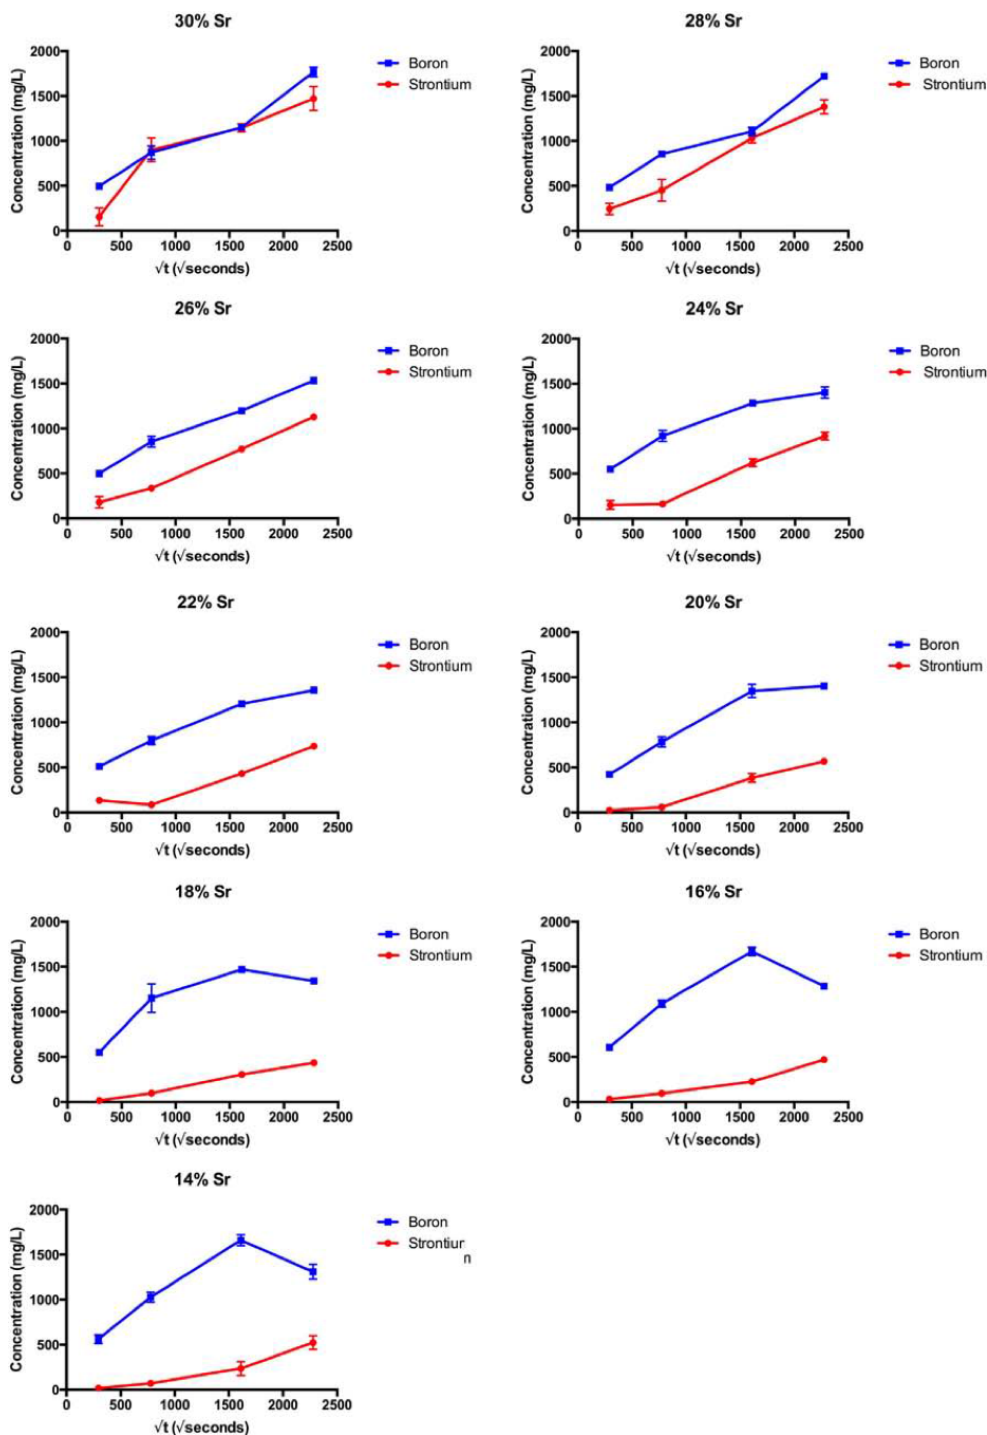 30% Sr
2000
1500
1000
500
0
Concentration (mg/L)
0 500 1000 1500 2000 2500
√t (√seconds)
Boron
Strontium
28% Sr
2000
1500
1000
500
0
Concentration (mg/L)
0 500 1000 1500 2000 2500
√t (√seconds)
Boron
Strontium
26% Sr
2000
1500
1000
500
0
Concentration (mg/L)
0 500 1000 1500 2000 2500
√t (√seconds)
Boron
Strontium
24% Sr
2000
1500
1000
500
0
Concentration (mg/L)
0 500 1000 1500 2000 2500
√t (√seconds)
Boron
Strontium
22% Sr
2000
1500
1000
500
0
Concentration (mg/L)
0 500 1000 1500 2000 2500
√t (√seconds)
Boron
Strontium
20% Sr
2000
1500
1000
500
0
Concentration (mg/L)
0 500 1000 1500 2000 2500
√t (√seconds)
Boron
Strontium
18% Sr
2000
1500
1000
500
0
Concentration (mg/L)
0 500 1000 1500 2000 2500
√t (√seconds)
Boron
Strontium
16% Sr
2000
1500
1000
500
0
Concentration (mg/L)
0 500 1000 1500 2000 2500
√t (√seconds)
Boron
Strontium
14% Sr
2000
1500
1000
500
0
Concentration (mg/L)
0 500 1000 1500 2000 2500
√t (√seconds)
Boron
Strontiur
n